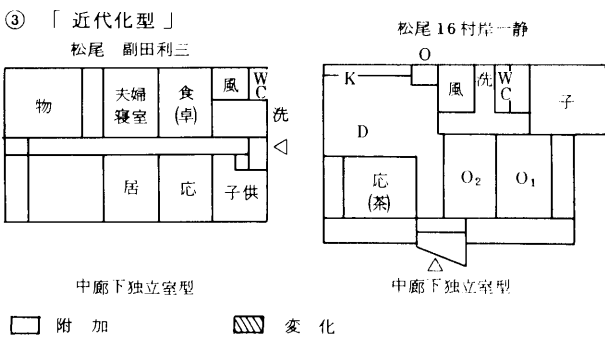 ③ 「近代化型」
松尾 副田利三
物
夫婦
寝室
食
(卓)
風
WC
洗
居
応
子供
中廊下独立室型
松尾16村岸一静
O
K
風
洗
WC
子
D
応
(茶)
O₂
O₁
中廊下独立室型
附加
変化